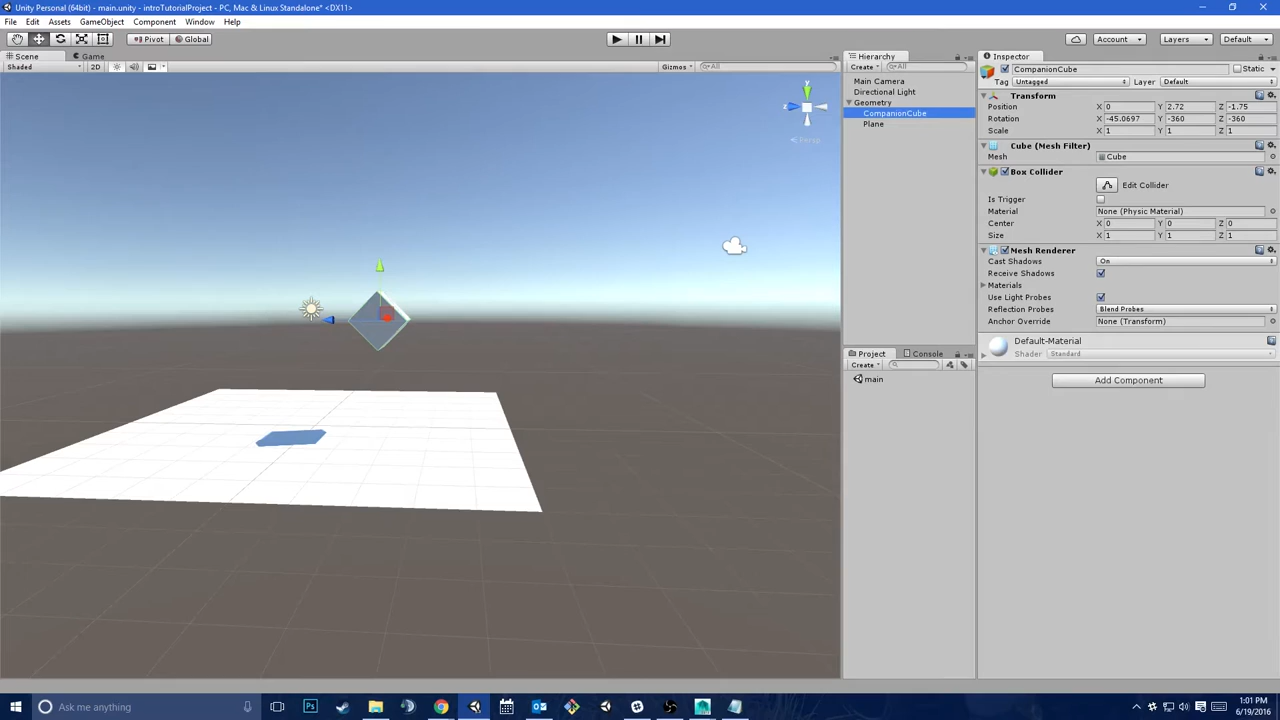 Unity Personal (64bit) - main.unity - introTutorialProject - PC, Mac & Linux Standalone* <DX11>
File Edit Assets GameObject Component Window Help
Pivot Global Account Layers Default
Scene Game
Shaded 2D Gizmos All
y
z
Persp
Hierarchy
Create All
Main Camera
Directional Light
Geometry
CompanionCube
Plane
Project Console
Create
main
Inspector
CompanionCube Static
Tag Untagged Layer Default
Transform
Position X 0 Y 2.72 Z -1.75
Rotation X -45.0697 Y -360 Z -360
Scale X 1 Y 1 Z 1
Cube (Mesh Filter)
Mesh Cube
Box Collider
Edit Collider
Is Trigger
Material None (Physic Material)
Center X 0 Y 0 Z 0
Size X 1 Y 1 Z 1
Mesh Renderer
Cast Shadows On
Receive Shadows
Materials
Use Light Probes
Reflection Probes Blend Probes
Anchor Override None (Transform)
Default-Material
Shader Standard
Add Component
Ask me anything
Ps
1:01 PM
6/19/2016